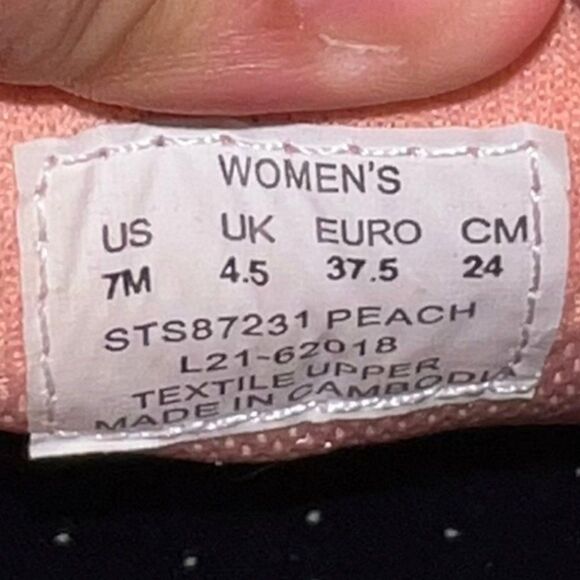 WOMEN'S
US UK EURO CM
7M 4.5 37.5 24
STS87231 PEACH
L21-62018
TEXTILE UPPER
MADE IN CAMBODIA